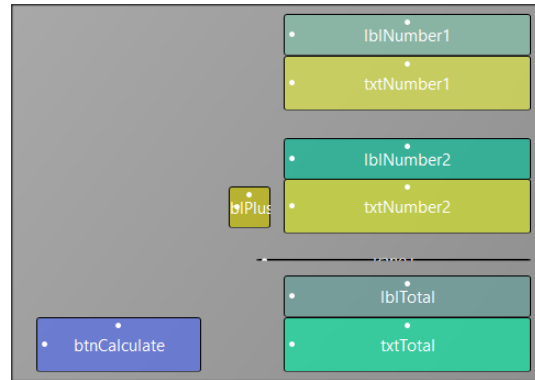 lblNumber1
txtNumber1
lblNumber2
lblPlus
txtNumber2
lblTotal
btnCalculate
txtTotal